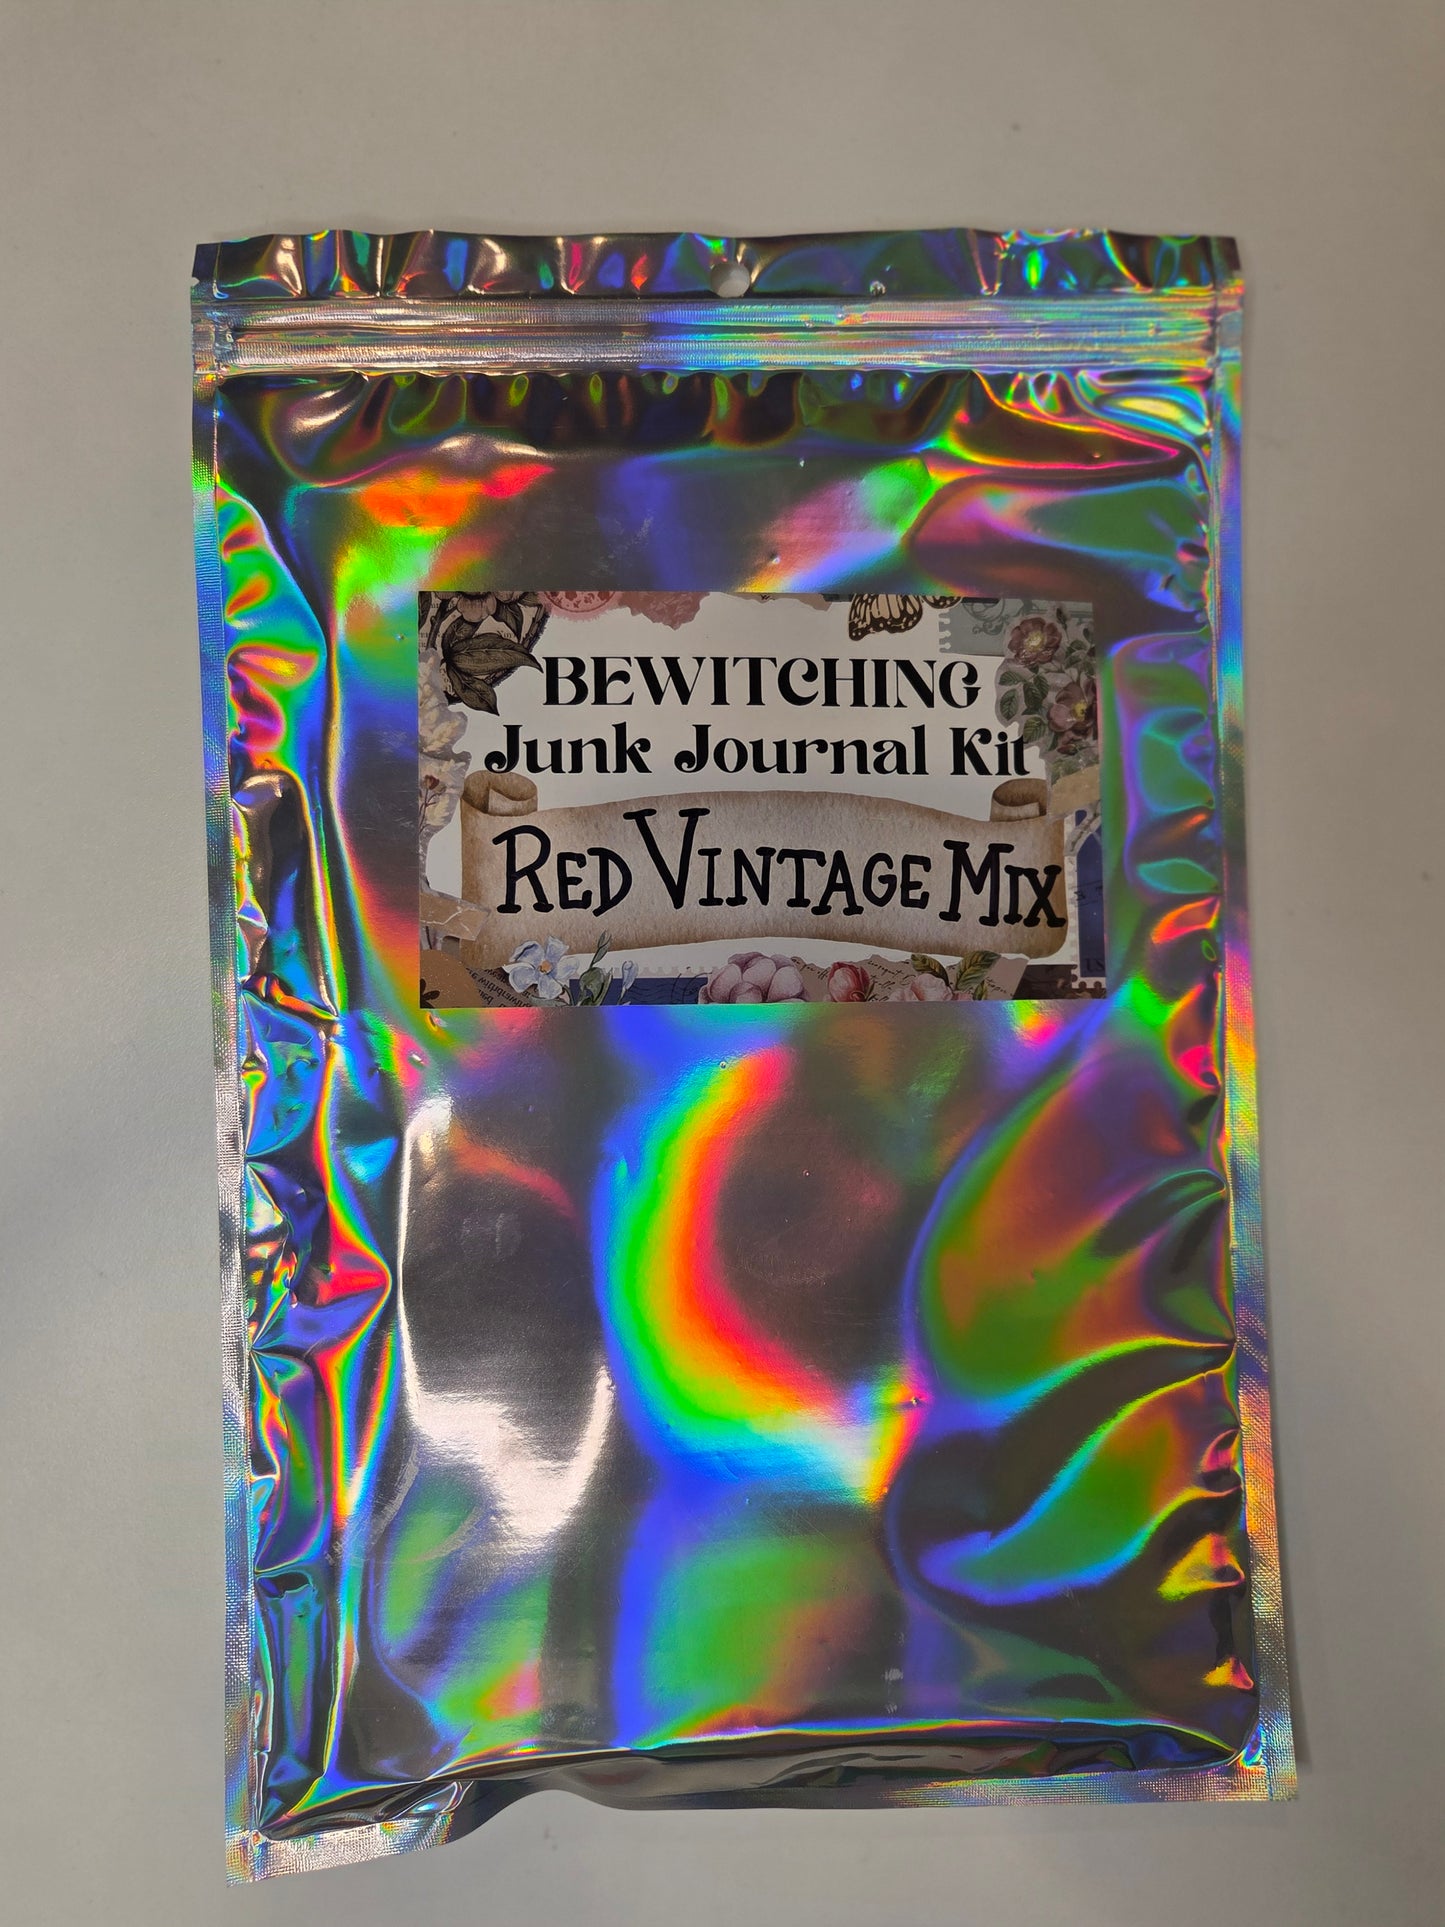 BEWITCHING
Junk Journal Kit
RED VINTAGE MIX